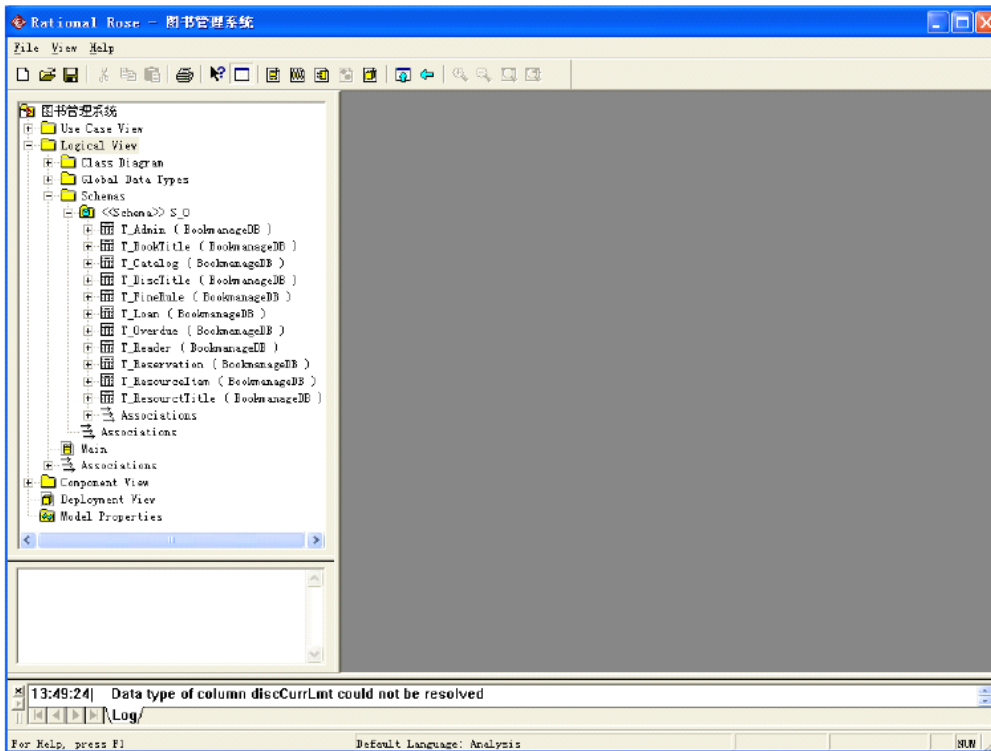 Rational Rose - 图书管理系统
File View Help
图书管理系统
Use Case View
Logical View
Class Diagram
Global Data Types
Schemas
<<Schema>> S_0
T_Admin ( BookmanageDB )
T_BookTitle ( BookmanageDB )
T_Catalog ( BookmanageDB )
T_DiscTitle ( BookmanageDB )
T_FineRule ( BookmanageDB )
T_Loan ( BookmanageDB )
T_Overdue ( BookmanageDB )
T_Reader ( BookmanageDB )
T_Reservation ( BookmanageDB )
T_ResourceItem ( BookmanageDB )
T_ResourctTitle ( BookmanageDB )
Associations
Associations
Main
Associations
Component View
Deployment View
Model Properties
13:49:24| Data type of column discCurrLmt could not be resolved
Log
For Help, press F1 Default Language: Analysis NUM